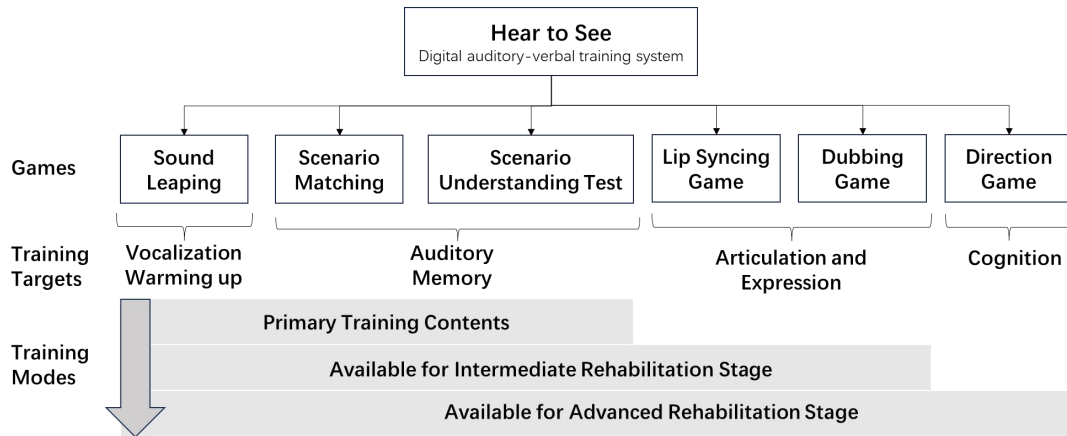 Hear to See
Digital auditory-verbal training system
Games
Sound
Leaping
Scenario
Matching
Scenario
Understanding Test
Lip Syncing
Game
Dubbing
Game
Direction
Game
Training
Targets
Vocalization
Warming up
Auditory
Memory
Articulation and
Expression
Cognition
Training
Modes
Primary Training Contents
Available for Intermediate Rehabilitation Stage
Available for Advanced Rehabilitation Stage